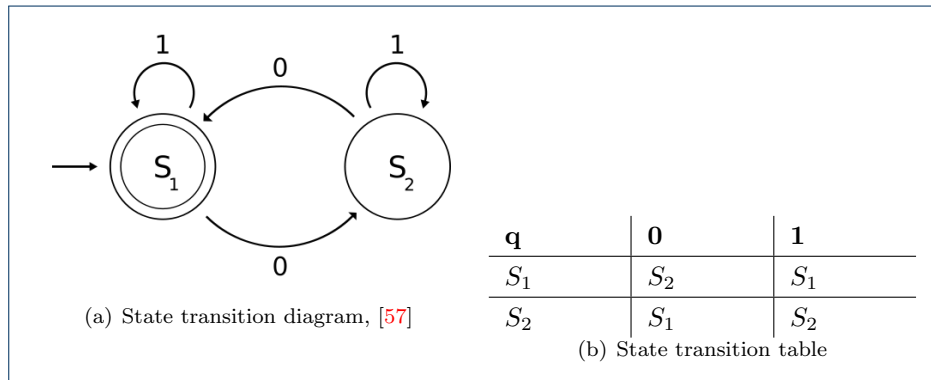 1
1
0
S1
S2
0
(a) State transition diagram, [57]
q 0 1
S1 S2 S1
S2 S1 S2
(b) State transition table